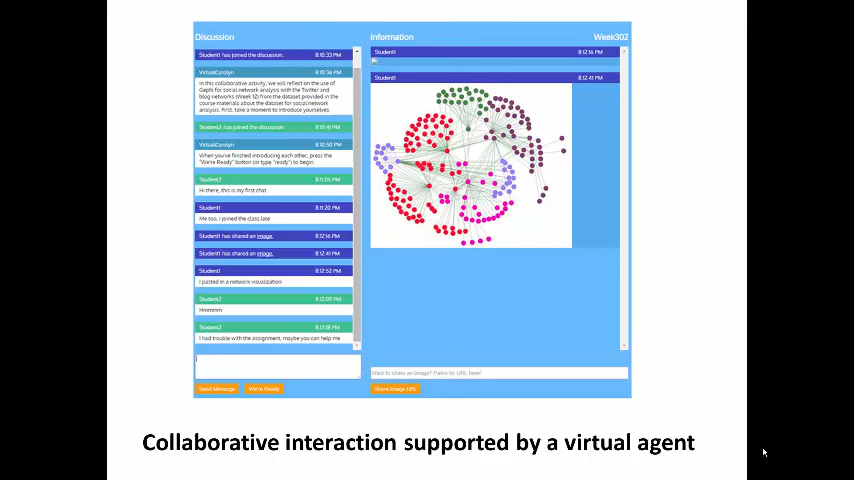 Discussion
Student1 has joined the discussion. 8:10:33 PM
VirtualCarolyn 8:10:34 PM
In this collaborative activity, we will reflect on the use of
Gephi for social network analysis with the Twitter and
blog networks (Week 12) from the dataset provided in the
course materials about the dataset for social network
analysis. First, take a moment to introduce yourselves.
Student2 has joined the discussion 8:10:41 PM
VirtualCarolyn 8:10:50 PM
When you've finished introducing each other, press the
"We're Ready" button (or type "ready") to begin.
Student2 8:11:05 PM
Hi there, this is my first chat
Student1 8:11:20 PM
Me too, I joined the class late
Student1 has shared an image. 8:12:16 PM
Student1 has shared an image. 8:12:41 PM
Student1 8:12:52 PM
I pasted in a network visualization
Student2 8:13:09 PM
Hmmmm
Student2 8:13:18 PM
I had trouble with the assignment, maybe you can help me
Send Message We're Ready
Information Week302
Student1 8:12:16 PM
Student1 8:12:41 PM
Want to share an image? Paste its URL here!
Share Image URL
Collaborative interaction supported by a virtual agent